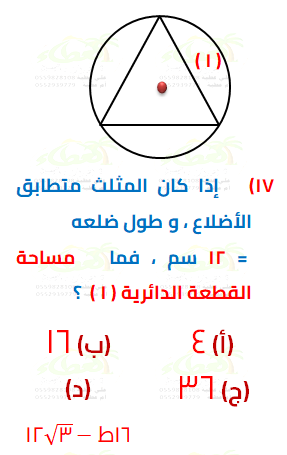 (١)
١٧) إذا كان المثلث متطابق
الأضلاع ، و طول ضلعه
= ١٢ سم ، فما مساحة
القطعة الدائرية (١) ؟
(أ) ٤ (ب) ١٦
(ج) ٣٦ (د)
١٦ط – ٣√١٢